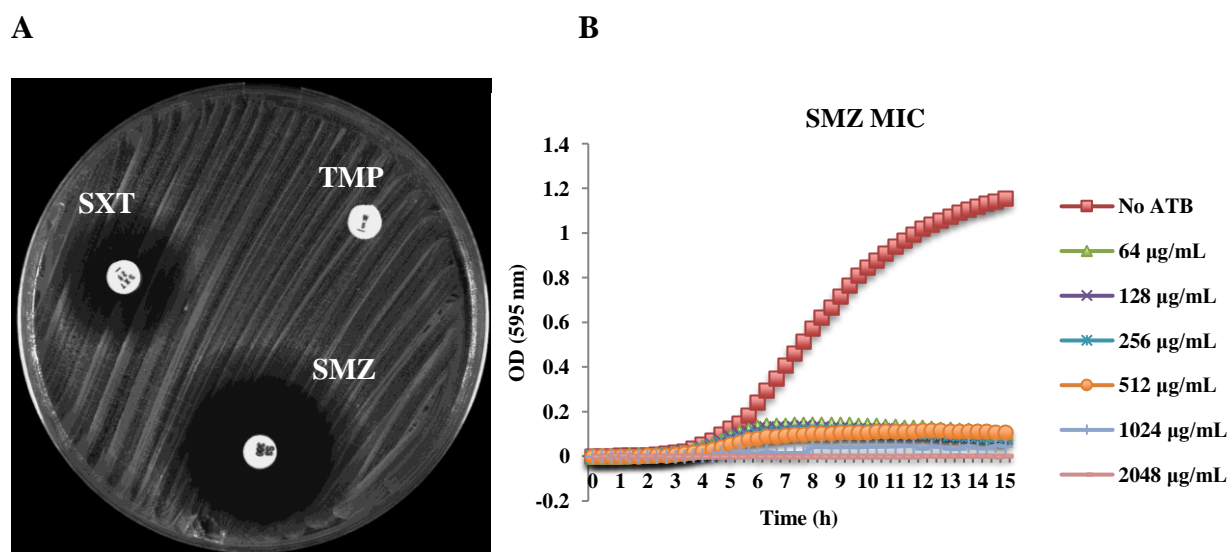 A
B
SXT
TMP
SMZ
SMZ MIC
OD (595 nm)
1.4
1.2
1
0.8
0.6
0.4
0.2
0
-0.2
0 1 2 3 4 5 6 7 8 9 10 11 12 13 14 15
Time (h)
No ATB
64 µg/mL
128 µg/mL
256 µg/mL
512 µg/mL
1024 µg/mL
2048 µg/mL